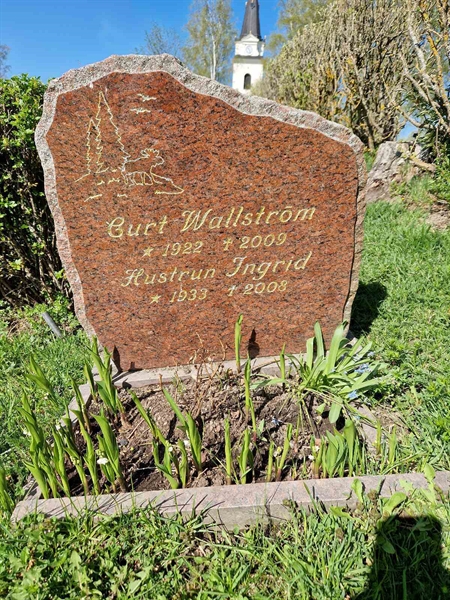 Curt Wallström
* 1922 † 2009
Hustrun Ingrid
* 1933 † 2008